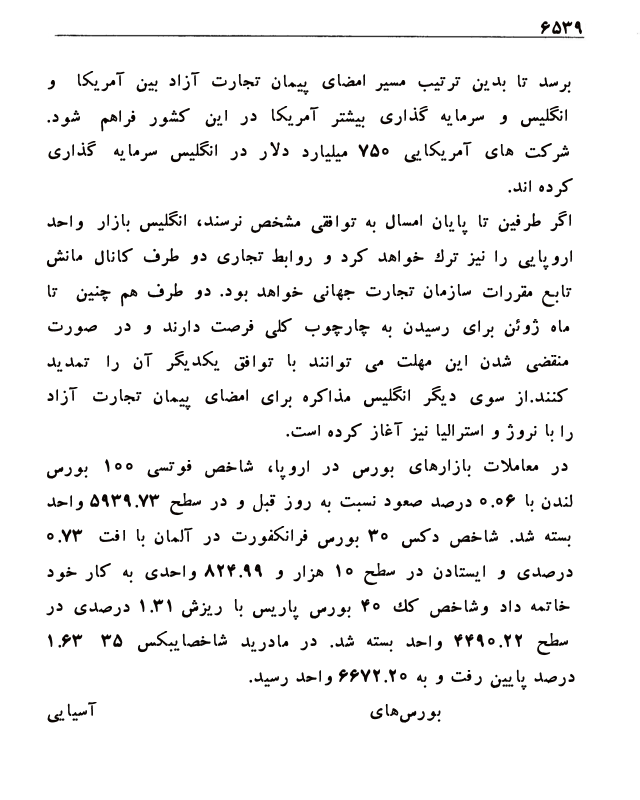 ۶۵۳۹
برسد تا بدین ترتیب مسیر امضای پیمان تجارت آزاد بین آمریکا و
انگلیس و سرمایه گذاری بیشتر آمریکا در این کشور فراهم شود.
شرکت های آمریکایی ۷۵۰ میلیارد دلار در انگلیس سرمایه گذاری
کرده اند.
اگر طرفین تا پایان امسال به توافقی مشخص نرسند، انگلیس بازار واحد
اروپایی را نیز ترك خواهد کرد و روابط تجاری دو طرف کانال مانش
تابع مقررات سازمان تجارت جهانی خواهد بود. دو طرف هم چنین تا
ماه ژوئن برای رسیدن به چارچوب کلی فرصت دارند و در صورت
منقضی شدن این مهلت می توانند با توافق یکدیگر آن را تمدید
کنند.از سوی دیگر انگلیس مذاکره برای امضای پیمان تجارت آزاد
را با نروژ و استرالیا نیز آغاز کرده است.
در معاملات بازارهای بورس در اروپا، شاخص فوتسی ۱۰۰ بورس
لندن با ۰.۰۶ درصد صعود نسبت به روز قبل و در سطح ۵۹۳۹.۷۳ واحد
بسته شد. شاخص دکس ۳۰ بورس فرانکفورت در آلمان با افت ۰.۷۳
درصدی و ایستادن در سطح ۱۰ هزار و ۸۲۴.۹۹ واحدی به کار خود
خاتمه داد وشاخص کك ۴۰ بورس پاریس با ریزش ۱.۳۱ درصدی در
سطح ۴۴۹۰.۲۲ واحد بسته شد. در مادرید شاخصایبکس ۳۵ ۱.۶۳
درصد پایین رفت و به ۶۶۷۲.۲۰ واحد رسید.
بورس‌های آسیایی